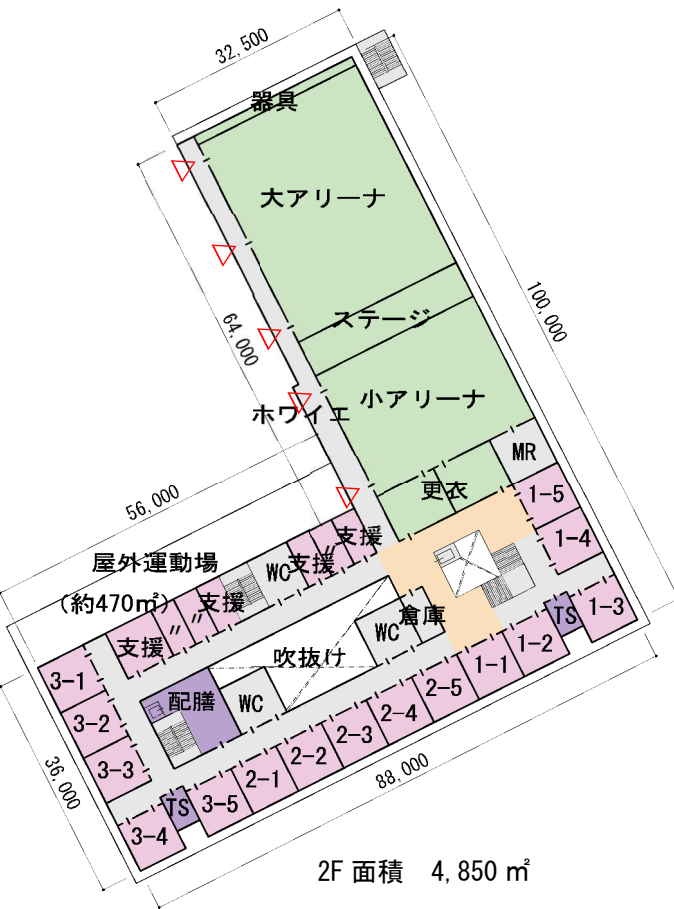 32,500
器具
大アリーナ
100,000
ステージ
64,000
小アリーナ
ホワイエ
MR
更衣
1-5
56,000
支援
1-4
〃
屋外運動場
支援
WC
(約470㎡)
支援
〃
〃
支援
倉庫
TS
1-3
WC
1-2
吹抜け
1-1
3-1
配膳
WC
2-5
3-2
2-4
2-3
3-3
2-2
2-1
88,000
36,000
TS
3-5
3-4
2F 面積 4,850 ㎡